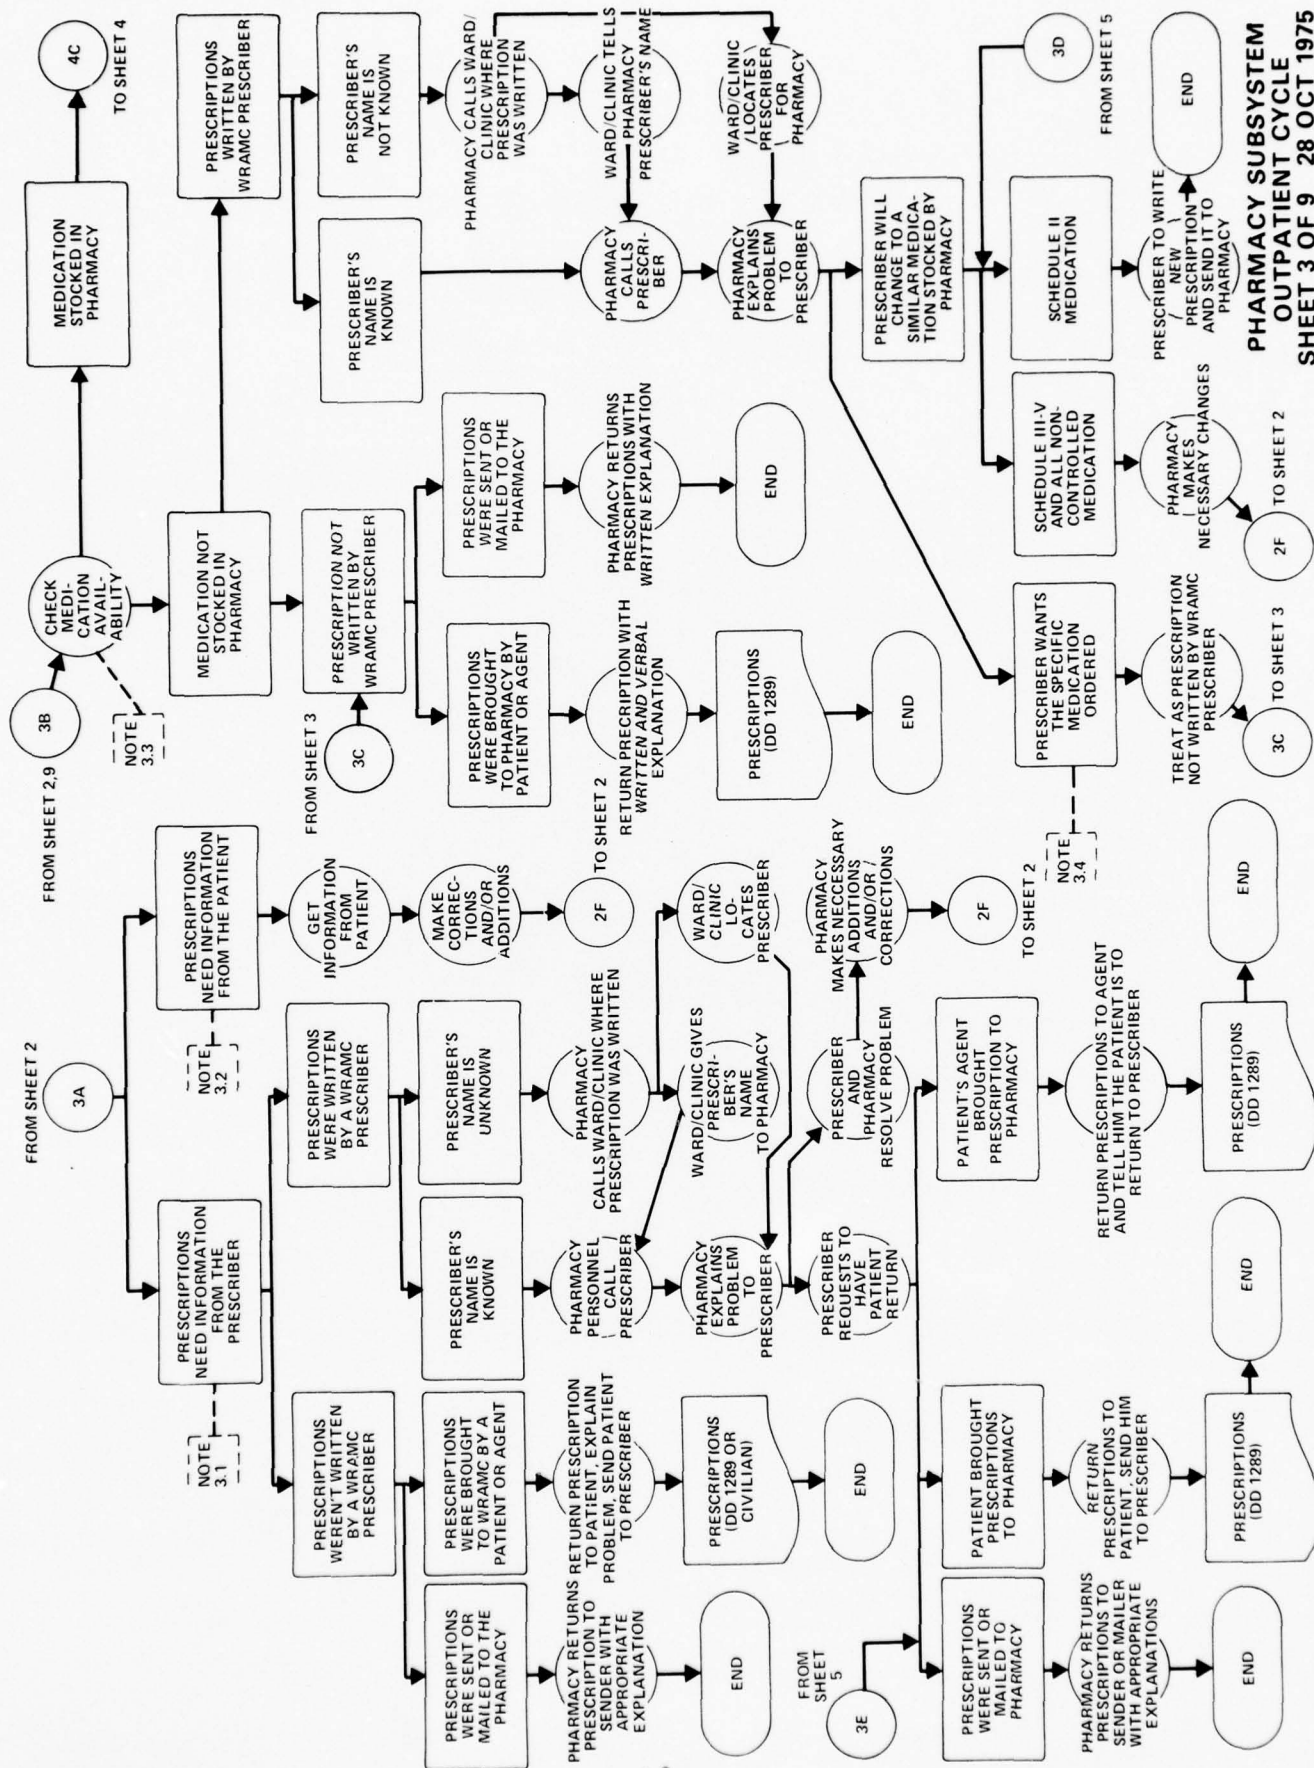 FROM SHEET 2
3A
PRESCRIPTIONS
NEED INFORMATION
FROM THE
PRESCRIBER
NOTE
3.1
PRESCRIPTIONS
NEED INFORMATION
FROM THE PATIENT
NOTE
3.2
GET
INFORMATION
FROM
PATIENT
MAKE
CORREC-
TIONS
AND/OR
ADDITIONS
2F
TO SHEET 2
PRESCRIPTIONS
WEREN'T WRITTEN
BY A WRAMC
PRESCRIBER
PRESCRIPTIONS
WERE WRITTEN
BY A WRAMC
PRESCRIBER
PRESCRIPTIONS
WERE SENT OR
MAILED TO THE
PHARMACY
PRESCRIPTIONS
WERE BROUGHT
TO WRAMC BY A
PATIENT OR AGENT
PRESCRIBER'S
NAME IS
KNOWN
PRESCRIBER'S
NAME IS
UNKNOWN
PHARMACY RETURNS
PRESCRIPTION TO
SENDER WITH
APPROPRIATE
EXPLANATION
RETURN PRESCRIPTION
TO PATIENT, EXPLAIN
PROBLEM, SEND PATIENT
TO PRESCRIBER
PHARMACY
PERSONNEL
CALL
PRESCRIBER
PHARMACY
CALLS WARD/CLINIC WHERE
PRESCRIPTION WAS WRITTEN
END
PRESCRIPTIONS
(DD 1289 OR
CIVILIAN)
END
PHARMACY
EXPLAINS
PROBLEM
TO
PRESCRIBER
WARD/CLINIC GIVES
PRESCRI-
BER'S
NAME
TO PHARMACY
WARD/
CLINIC
LO-
CATES
PRESCRIBER
FROM
SHEET
5
3E
PRESCRIBER
REQUESTS TO
HAVE
PATIENT
RETURN
PRESCRIBER
AND
PHARMACY
RESOLVE PROBLEM
PHARMACY
MAKES NECESSARY
ADDITIONS
AND/OR
CORRECTIONS
2F
TO SHEET 2
PRESCRIPTIONS
WERE SENT OR
MAILED TO
PHARMACY
PATIENT BROUGHT
PRESCRIPTIONS
TO PHARMACY
PATIENT'S AGENT
BROUGHT
PRESCRIPTION TO
PHARMACY
PHARMACY RETURNS
PRESCRIPTIONS TO
SENDER OR MAILER
WITH APPROPRIATE
EXPLANATIONS
RETURN
PRESCRIPTIONS TO
PATIENT, SEND HIM
TO PRESCRIBER
RETURN PRESCRIPTIONS TO AGENT
AND TELL HIM THE PATIENT IS TO
RETURN TO PRESCRIBER
END
PRESCRIPTIONS
(DD 1289)
END
PRESCRIPTIONS
(DD 1289)
END
FROM SHEET 2,9
3B
CHECK
MEDI-
CATION
AVAIL-
ABILITY
NOTE
3.3
MEDICATION
STOCKED IN
PHARMACY
4C
TO SHEET 4
MEDICATION NOT
STOCKED IN
PHARMACY
PRESCRIPTIONS
WRITTEN BY
WRAMC PRESCRIBER
FROM SHEET 3
3C
PRESCRIPTION NOT
WRITTEN BY
WRAMC PRESCRIBER
PRESCRIBER'S
NAME IS
KNOWN
PRESCRIBER'S
NAME IS
NOT KNOWN
PRESCRIPTIONS
WERE BROUGHT
TO PHARMACY BY
PATIENT OR AGENT
PRESCRIPTIONS
WERE SENT OR
MAILED TO THE
PHARMACY
PHARMACY CALLS WARD/
CLINIC WHERE
PRESCRIPTION
WAS WRITTEN
RETURN PRECRIPTION WITH
WRITTEN AND VERBAL
EXPLANATION
PHARMACY RETURNS
PRESCRIPTIONS WITH
WRITTEN EXPLANATION
PHARMACY
CALLS
PRESCRI-
BER
WARD/CLINIC TELLS
PHARMACY
PRESCRIBER'S NAME
PRESCRIPTIONS
(DD 1289)
END
END
PHARMACY
EXPLAINS
PROBLEM
TO
PRESCRIBER
WARD/CLINIC
LOCATES
PRESCRIBER
FOR
PHARMACY
PRESCRIBER WILL
CHANGE TO A
SIMILAR MEDICA-
TION STOCKED BY
PHARMACY
3D
FROM SHEET 5
PRESCRIBER WANTS
THE SPECIFIC
MEDICATION
ORDERED
NOTE
3.4
SCHEDULE III-V
AND ALL NON-
CONTROLLED
MEDICATION
SCHEDULE II
MEDICATION
TREAT AS PRESCRIPTION
NOT WRITTEN BY WRAMC
PRESCRIBER
PHARMACY
MAKES
NECESSARY CHANGES
PRESCRIBER TO WRITE
NEW
PRESCRIPTION
AND SEND IT TO
PHARMACY
END
3C
TO SHEET 3
2F
TO SHEET 2
PHARMACY SUBSYSTEM
OUTPATIENT CYCLE
SHEET 3 OF 9 28 OCT 1975